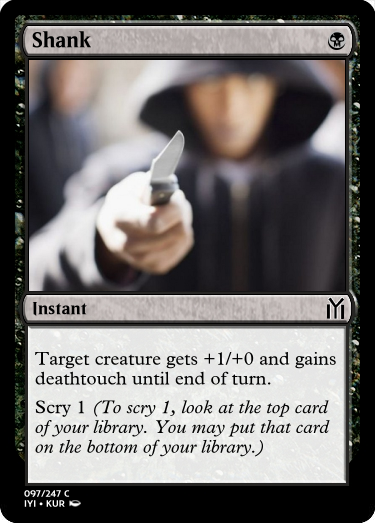 Shank
Instant
Target creature gets +1/+0 and gains
deathtouch until end of turn.
Scry 1 (To scry 1, look at the top card
of your library. You may put that card
on the bottom of your library.)
097/247 C
IYI • KUR